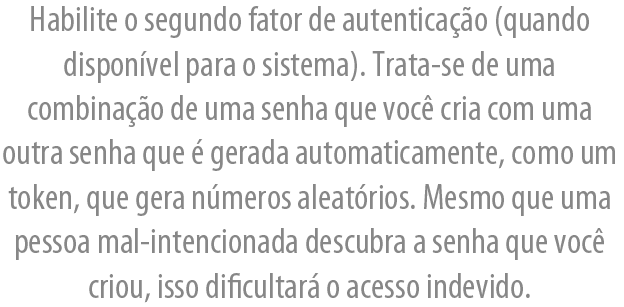 Habilite o segundo fator de autenticação (quando
disponível para o sistema). Trata-se de uma
combinação de uma senha que você cria com uma
outra senha que é gerada automaticamente, como um
token, que gera números aleatórios. Mesmo que uma
pessoa mal-intencionada descubra a senha que você
criou, isso dificultará o acesso indevido.